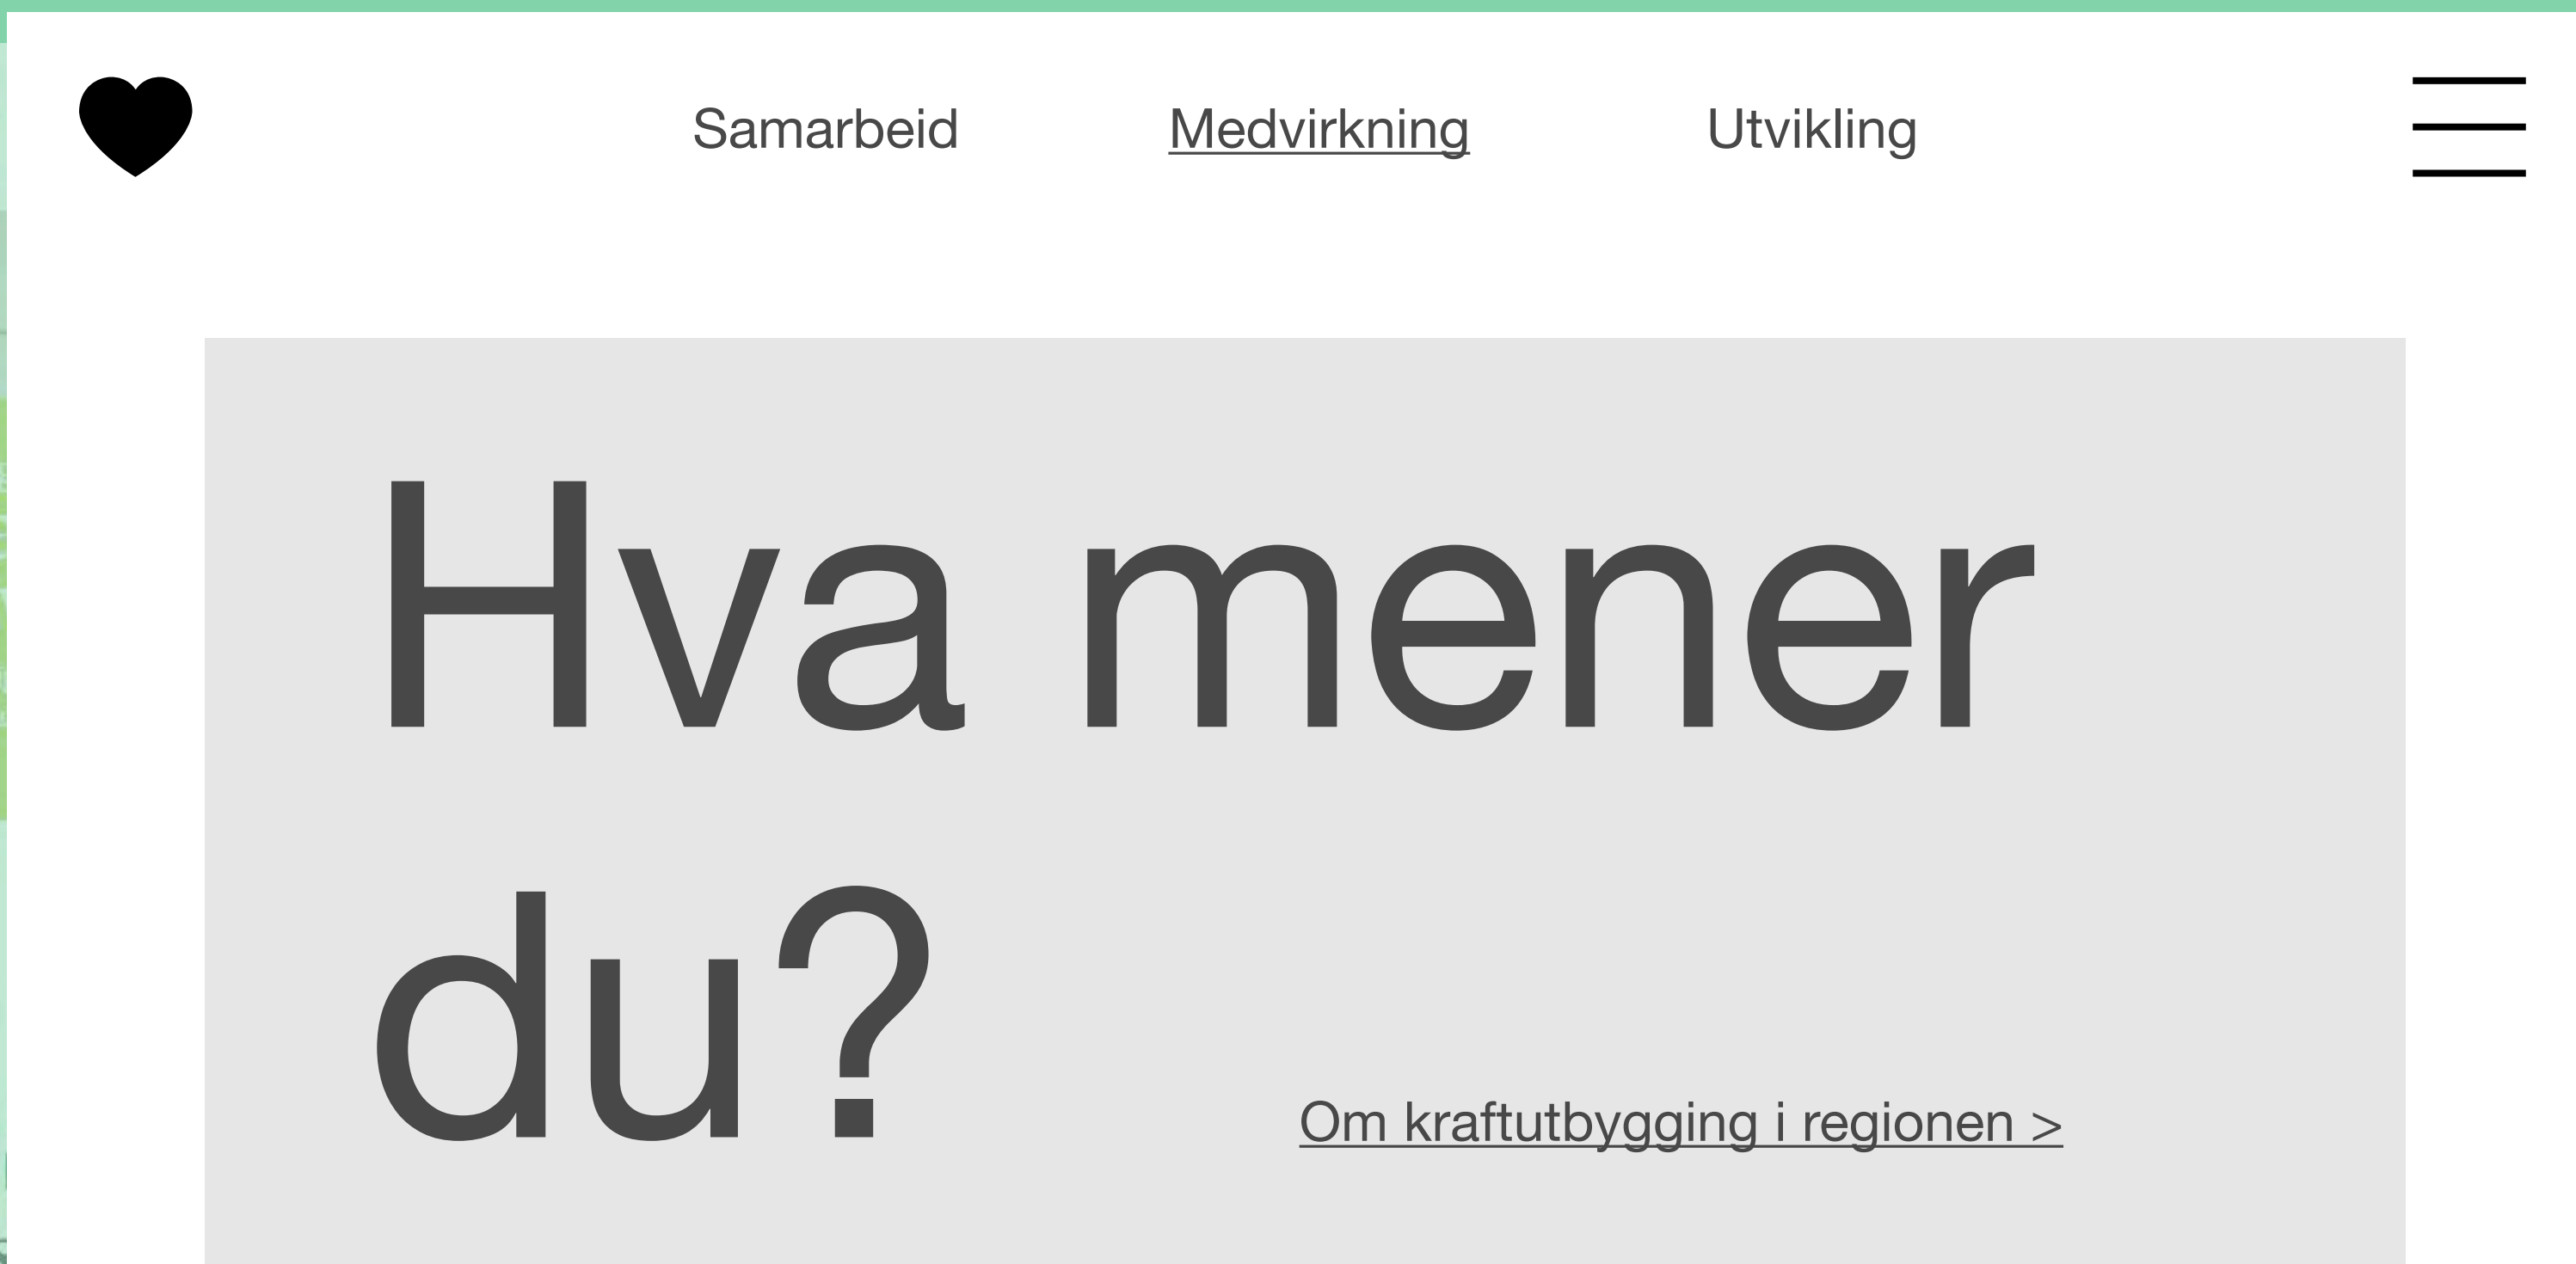 Samarbeid Medvirkning Utvikling
Hva mener
du?
Om kraftutbygging i regionen >